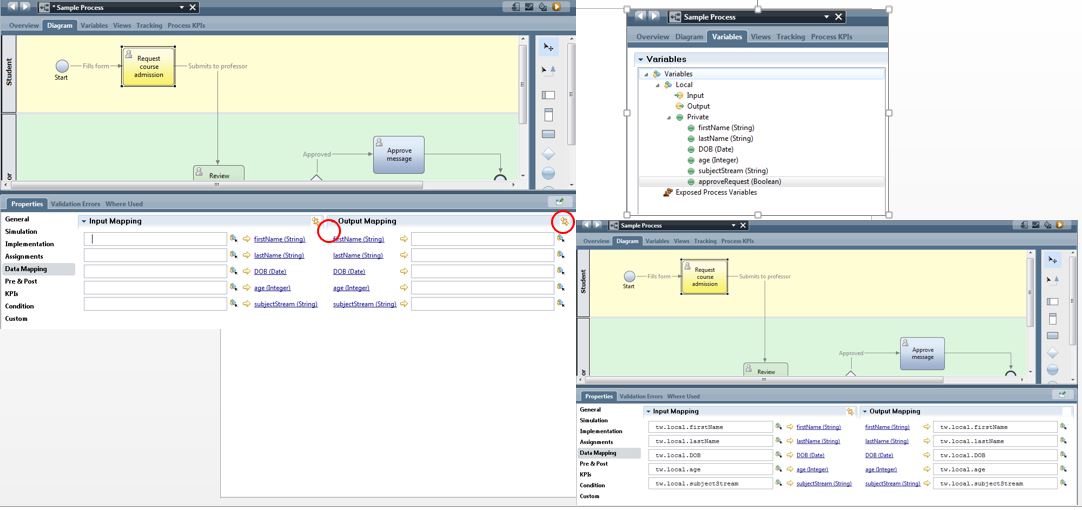 * Sample Process
Overview Diagram Variables Views Tracking Process KPIs
Student
Start
Fills form
Request
course
admission
Submits to professor
or
Approved
Approve
message
Review
Properties Validation Errors Where Used
General
Simulation
Implementation
Assignments
Data Mapping
Pre & Post
KPIs
Condition
Custom
Input Mapping Output Mapping
firstName (String) firstName (String)
lastName (String) lastName (String)
DOB (Date) DOB (Date)
age (Integer) age (Integer)
subjectStream (String) subjectStream (String)
Sample Process
Overview Diagram Variables Views Tracking Process KPIs
Variables
Variables
Local
Input
Output
Private
firstName (String)
lastName (String)
DOB (Date)
age (Integer)
subjectStream (String)
approveRequest (Boolean)
Exposed Process Variables
Sample Process
Overview Diagram Variables Views Tracking Process KPIs
Student
Start
Fills form
Request
course
admission
Submits to professor
or
Approved
Approve
message
Review
Properties Validation Errors Where Used
General
Simulation
Implementation
Assignments
Data Mapping
Pre & Post
KPIs
Condition
Custom
Input Mapping Output Mapping
tw.local.firstName firstName (String) firstName (String) tw.local.firstName
tw.local.lastName lastName (String) lastName (String) tw.local.lastName
tw.local.DOB DOB (Date) DOB (Date) tw.local.DOB
tw.local.age age (Integer) age (Integer) tw.local.age
tw.local.subjectStream subjectStream (String) subjectStream (String) tw.local.subjectStream